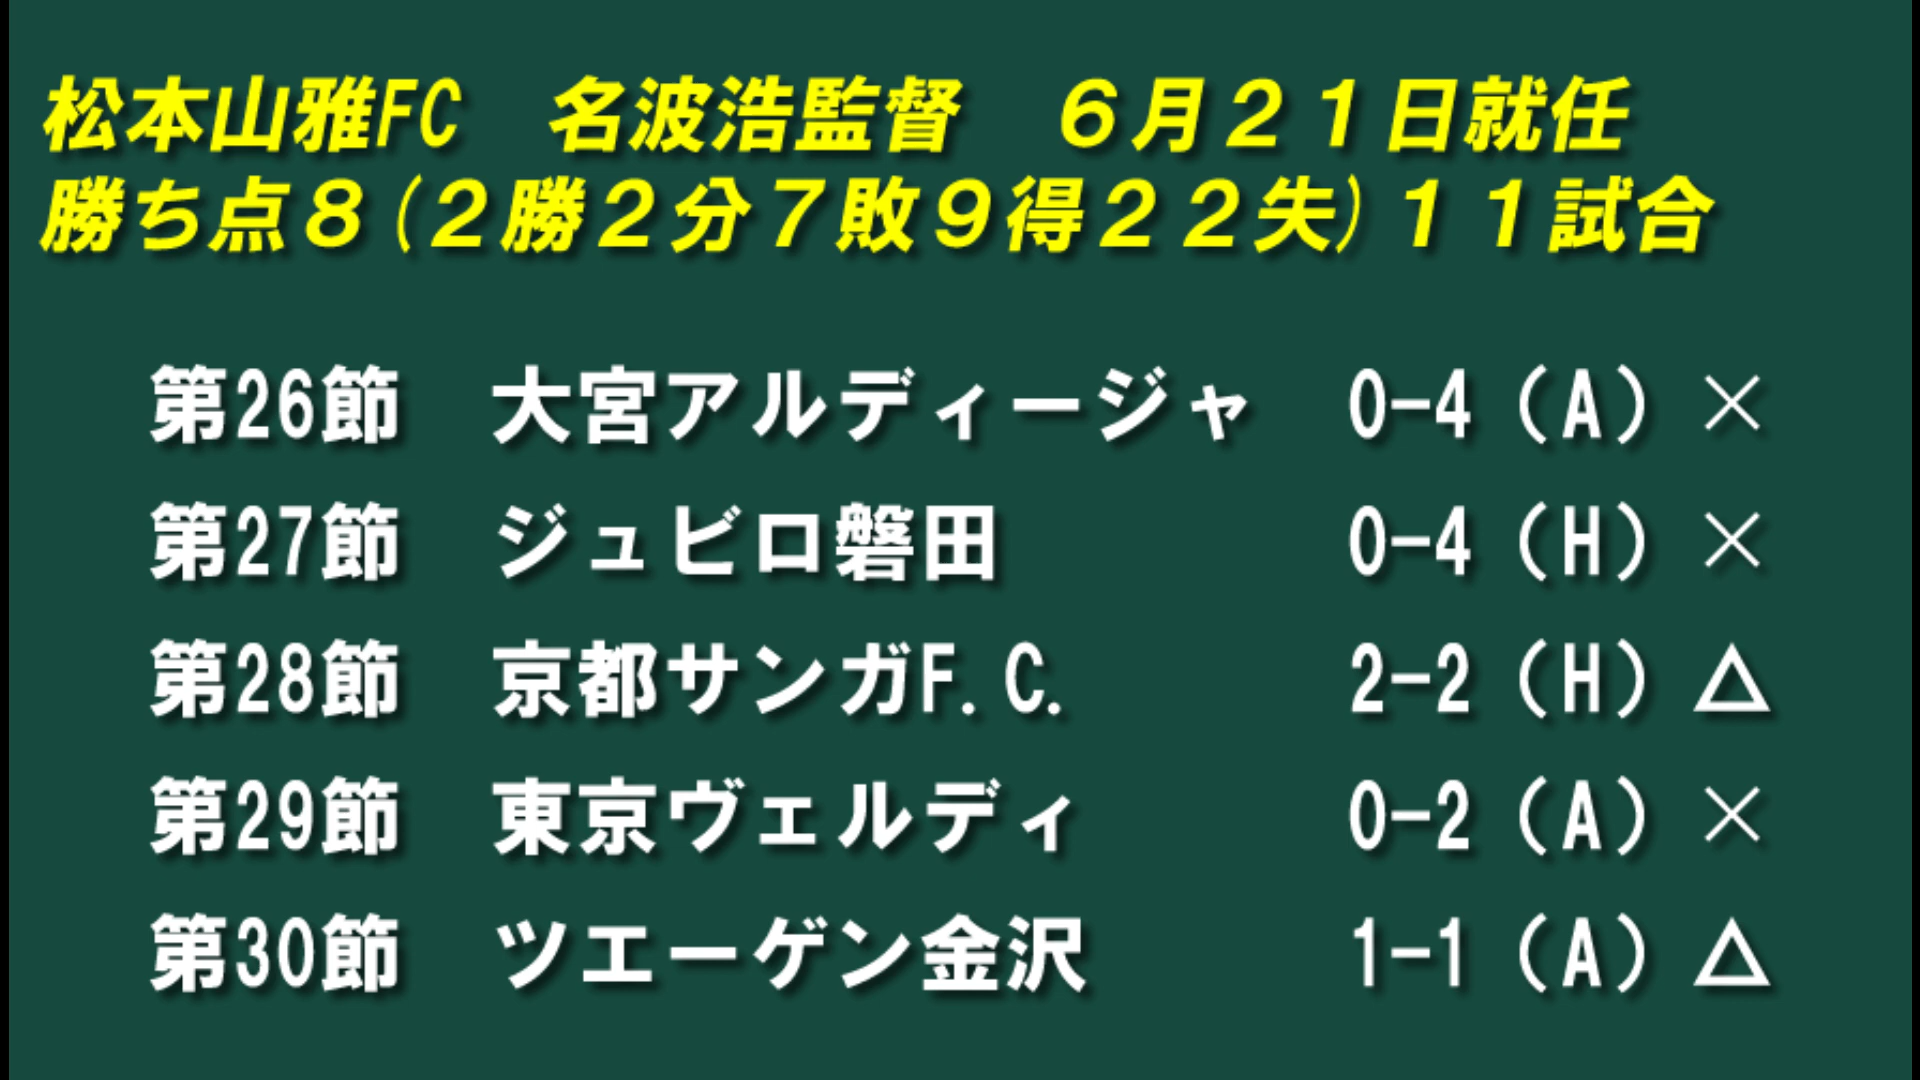 松本山雅FC　名波浩監督　６月２１日就任
勝ち点８(２勝２分７敗９得２２失)１１試合
第26節　大宮アルディージャ　0-4（A）×
第27節　ジュビロ磐田　0-4（H）×
第28節　京都サンガF.C.　2-2（H）△
第29節　東京ヴェルディ　0-2（A）×
第30節　ツエーゲン金沢　1-1（A）△